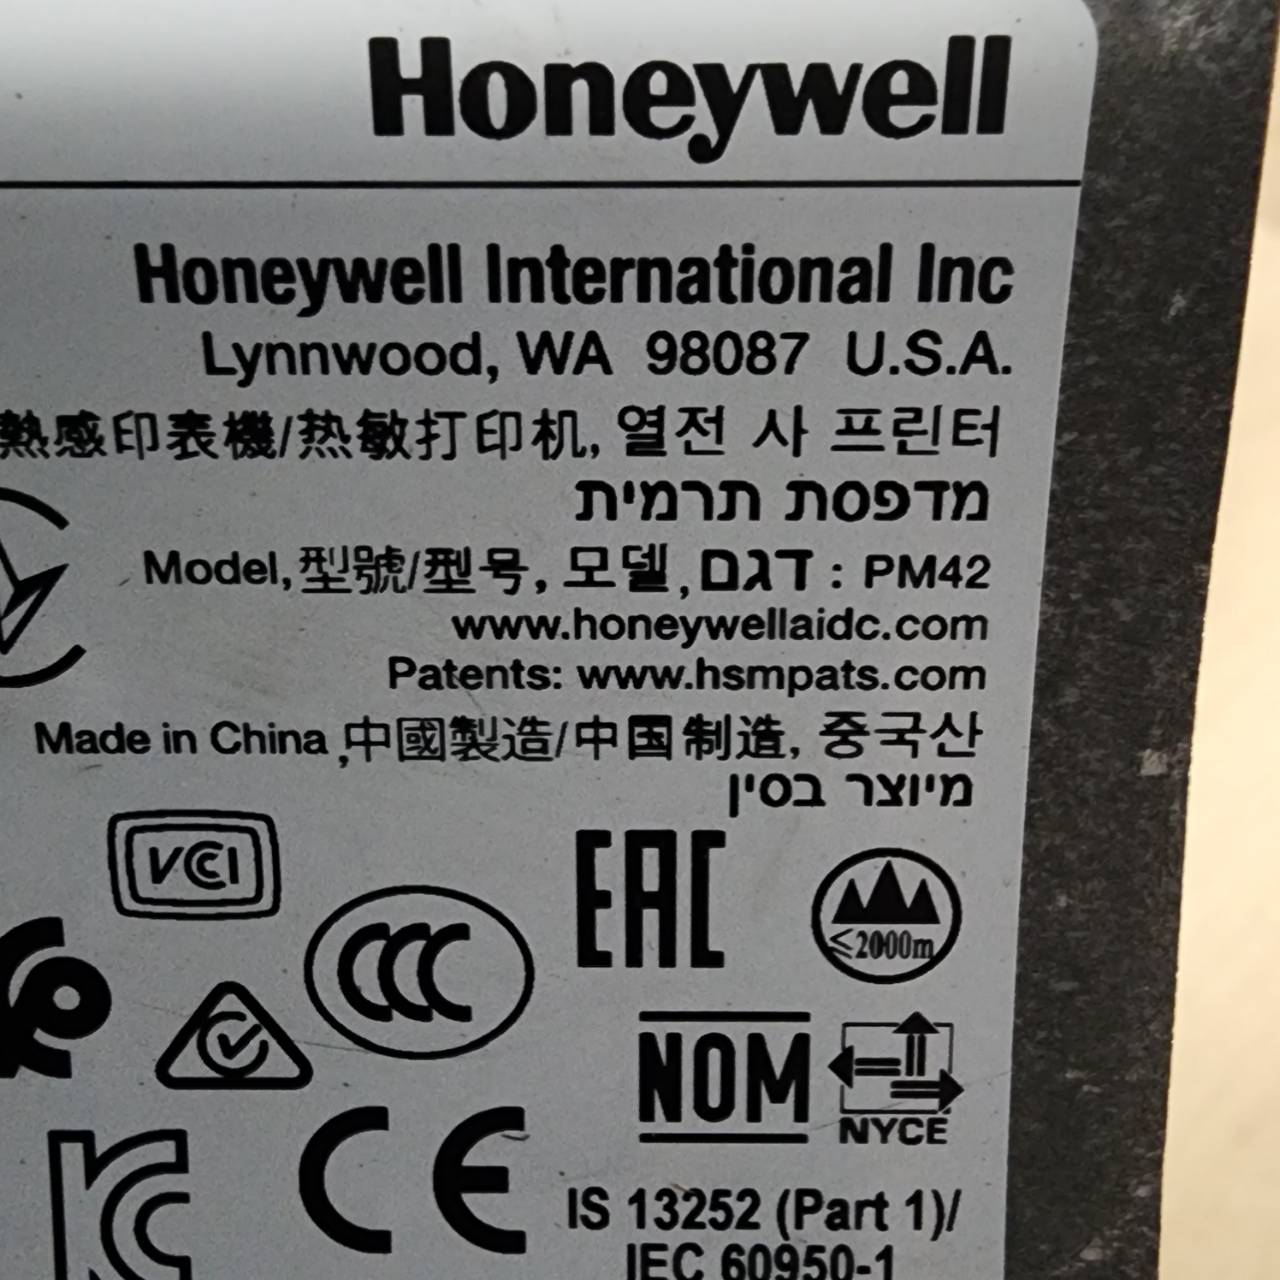 Honeywell
Honeywell International Inc
Lynnwood, WA 98087 U.S.A.
熱感印表機/热敏打印机, 열전 사 프린터
מדפסת תרמית
Model, 型號/型号, 모델, דגם : PM42
www.honeywellaidc.com
Patents: www.hsmpats.com
Made in China ,中國製造/中国制造, 중국산
מיוצר בסין
VCCI
EAC
CCC
≤2000m
NOM
NYCE
CE
IS 13252 (Part 1)/
IEC 60950-1